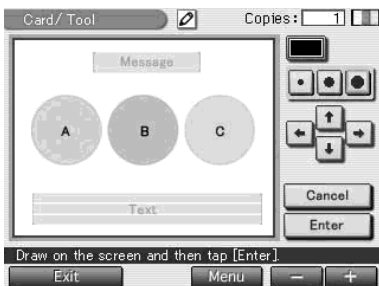 Card/Tool
Copies: 1
Message
A B C
Text
Cancel
Enter
Draw on the screen and then tap [Enter].
Exit Menu − +